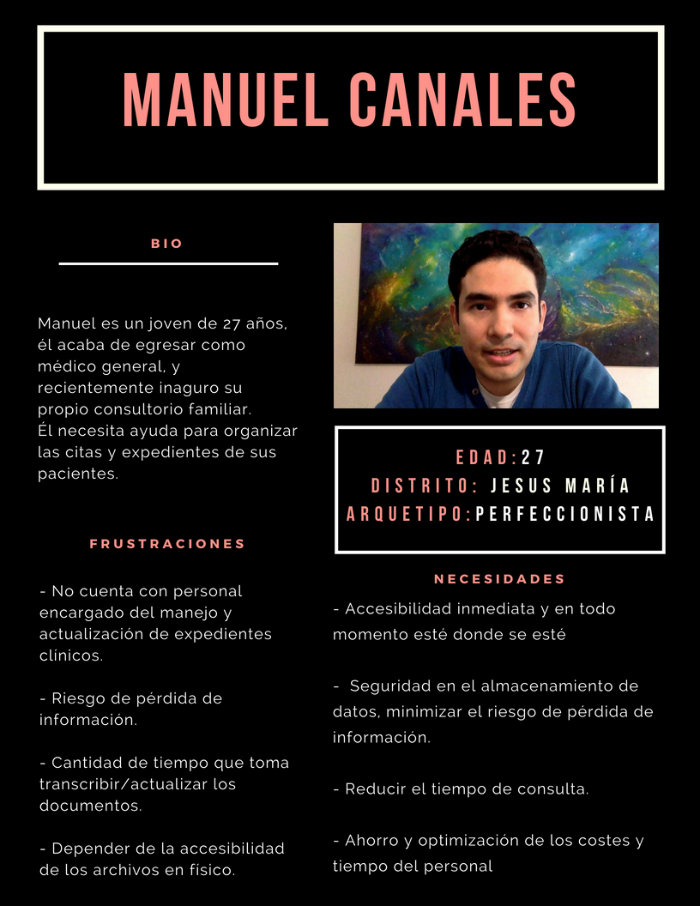 MANUEL CANALES
BIO
Manuel es un joven de 27 años,
él acaba de egresar como
médico general, y
recientemente inaguro su
propio consultorio familiar.
Él necesita ayuda para organizar
las citas y expedientes de sus
pacientes.
EDAD:27
DISTRITO: JESUS MARÍA
ARQUETIPO:PERFECCIONISTA
FRUSTRACIONES
- No cuenta con personal
encargado del manejo y
actualización de expedientes
clínicos.
- Riesgo de pérdida de
información.
- Cantidad de tiempo que toma
transcribir/actualizar los
documentos.
- Depender de la accesibilidad
de los archivos en físico.
NECESIDADES
- Accesibilidad inmediata y en todo
momento esté donde se esté
-  Seguridad en el almacenamiento de
datos, minimizar el riesgo de pérdida de
información.
- Reducir el tiempo de consulta.
- Ahorro y optimización de los costes y
tiempo del personal